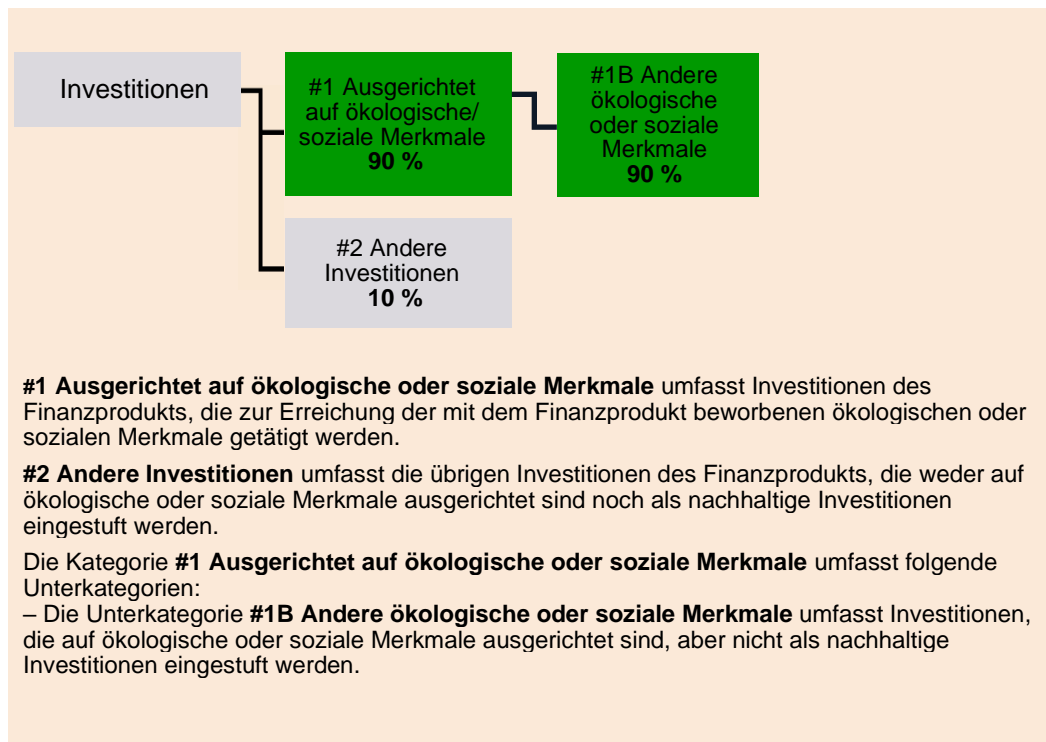 Investitionen
#1 Ausgerichtet
auf ökologische/
soziale Merkmale
90 %
#1B Andere
ökologische
oder soziale
Merkmale
90 %
#2 Andere
Investitionen
10 %
#1 Ausgerichtet auf ökologische oder soziale Merkmale umfasst Investitionen des
Finanzprodukts, die zur Erreichung der mit dem Finanzprodukt beworbenen ökologischen oder
sozialen Merkmale getätigt werden.
#2 Andere Investitionen umfasst die übrigen Investitionen des Finanzprodukts, die weder auf
ökologische oder soziale Merkmale ausgerichtet sind noch als nachhaltige Investitionen
eingestuft werden.
Die Kategorie #1 Ausgerichtet auf ökologische oder soziale Merkmale umfasst folgende
Unterkategorien:
– Die Unterkategorie #1B Andere ökologische oder soziale Merkmale umfasst Investitionen,
die auf ökologische oder soziale Merkmale ausgerichtet sind, aber nicht als nachhaltige
Investitionen eingestuft werden.